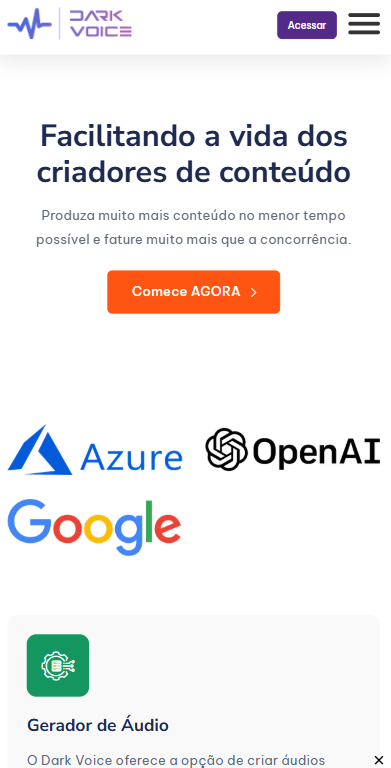 DARK
VOICE
Acessar
Facilitando a vida dos
criadores de conteúdo
Produza muito mais conteúdo no menor tempo
possível e fature muito mais que a concorrência.
Comece AGORA
Azure
OpenAI
Google
Gerador de Áudio
O Dark Voice oferece a opção de criar áudios